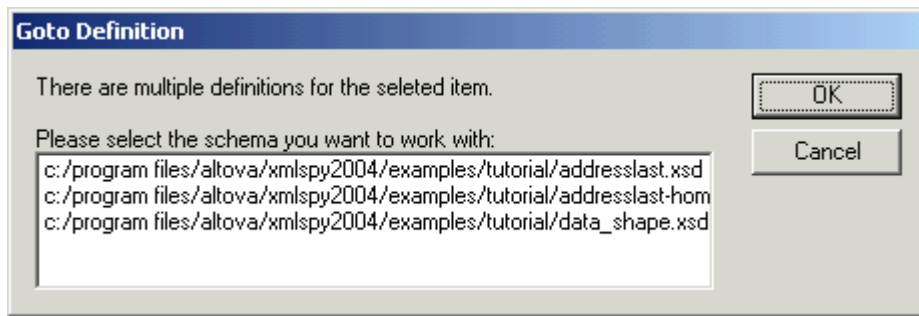 Goto Definition
There are multiple definitions for the seleted item.
OK
Please select the schema you want to work with:
Cancel
c:/program files/altova/xmlspy2004/examples/tutorial/addresslast.xsd
c:/program files/altova/xmlspy2004/examples/tutorial/addresslast-hom
c:/program files/altova/xmlspy2004/examples/tutorial/data_shape.xsd